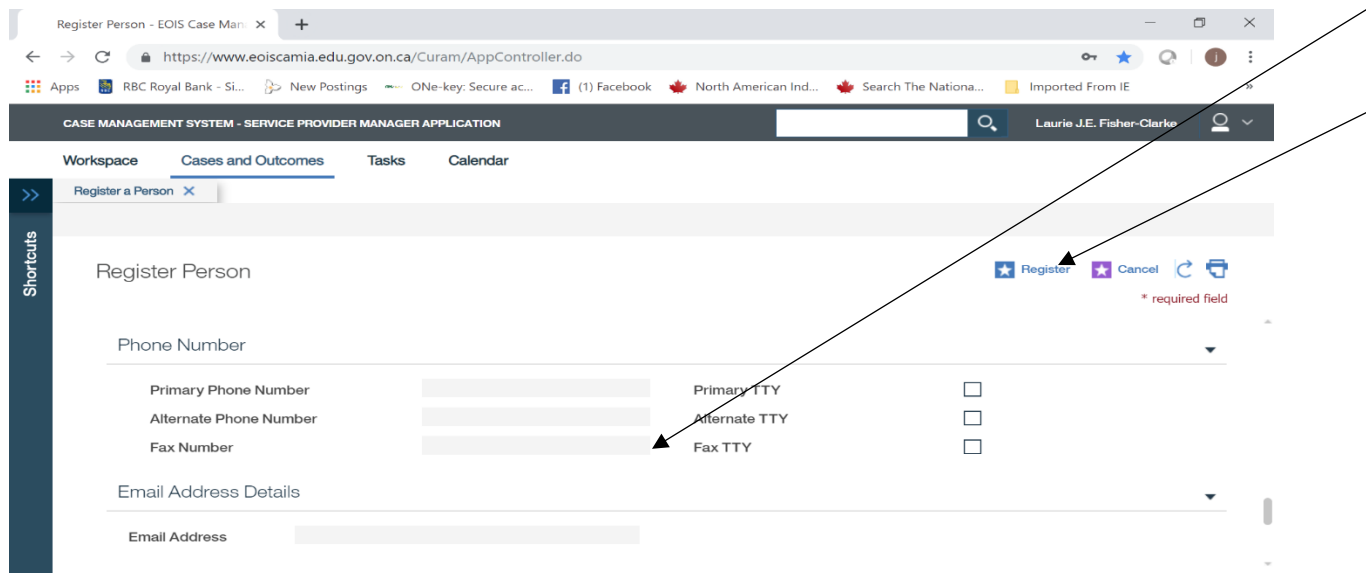 Register Person - EOIS Case Man
https://www.eoiscamia.edu.gov.on.ca/Curam/AppController.do
j
Apps RBC Royal Bank - Si... New Postings ONe-key: Secure ac... (1) Facebook North American Ind... Search The Nationa... Imported From IE »
CASE MANAGEMENT SYSTEM - SERVICE PROVIDER MANAGER APPLICATION Laurie J.E. Fisher-Clarke
Workspace Cases and Outcomes Tasks Calendar
Register a Person
Shortcuts
Register Person Register Cancel
* required field
Phone Number
Primary Phone Number Primary TTY
Alternate Phone Number Alternate TTY
Fax Number Fax TTY
Email Address Details
Email Address